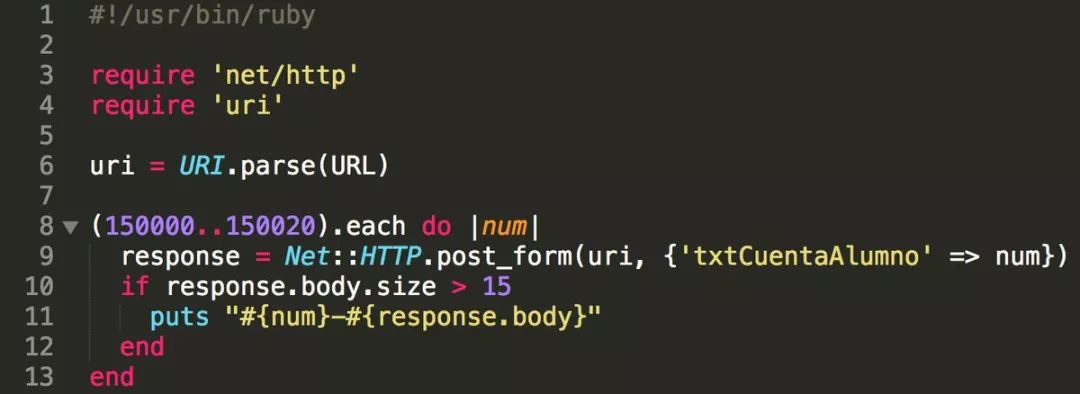 1 #!/usr/bin/ruby
2
3 require 'net/http'
4 require 'uri'
5
6 uri = URI.parse(URL)
7
8 (150000..150020).each do |num|
9   response = Net::HTTP.post_form(uri, {'txtCuentaAlumno' => num})
10   if response.body.size > 15
11     puts "#{num}-#{response.body}"
12   end
13 end